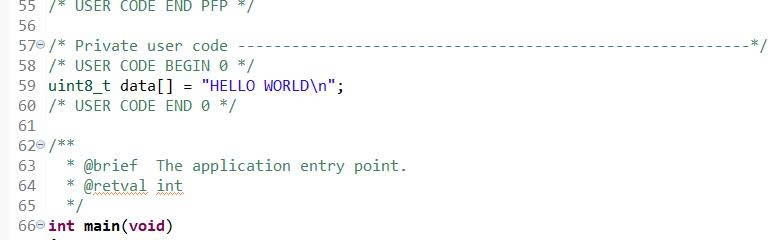 55 /* USER CODE END PFP */
56
57 /* Private user code ---------------------------------------------------------*/
58 /* USER CODE BEGIN 0 */
59 uint8_t data[] = "HELLO WORLD\n";
60 /* USER CODE END 0 */
61
62 /**
63   * @brief  The application entry point.
64   * @retval int
65   */
66 int main(void)